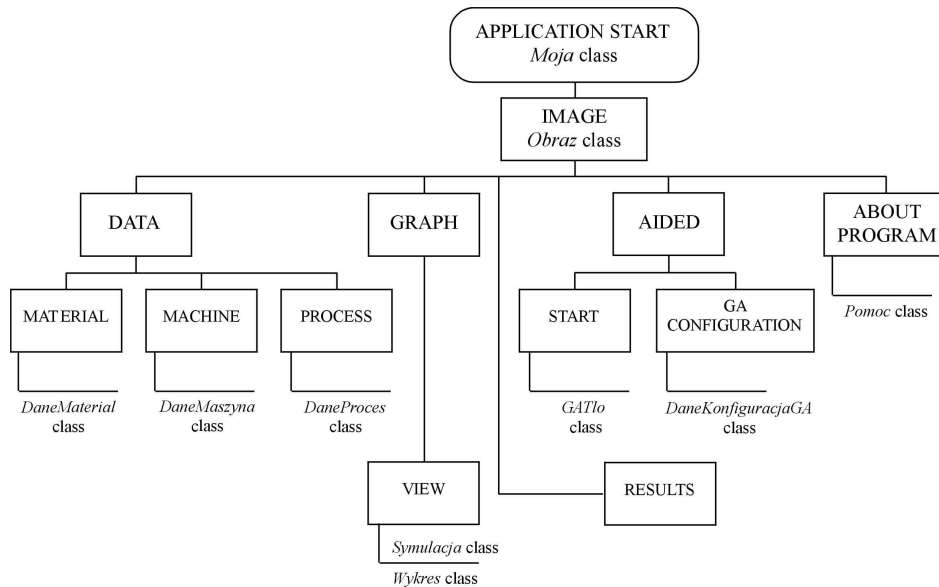 APPLICATION START
Moja class
IMAGE
Obraz class
DATA
GRAPH
AIDED
ABOUT
PROGRAM
MATERIAL
MACHINE
PROCESS
START
GA
CONFIGURATION
Pomoc class
DaneMaterial
class
DaneMaszyna
class
DaneProces
class
GATlo
class
DaneKonfiguracjaGA
class
VIEW
RESULTS
Symulacja class
Wykres class